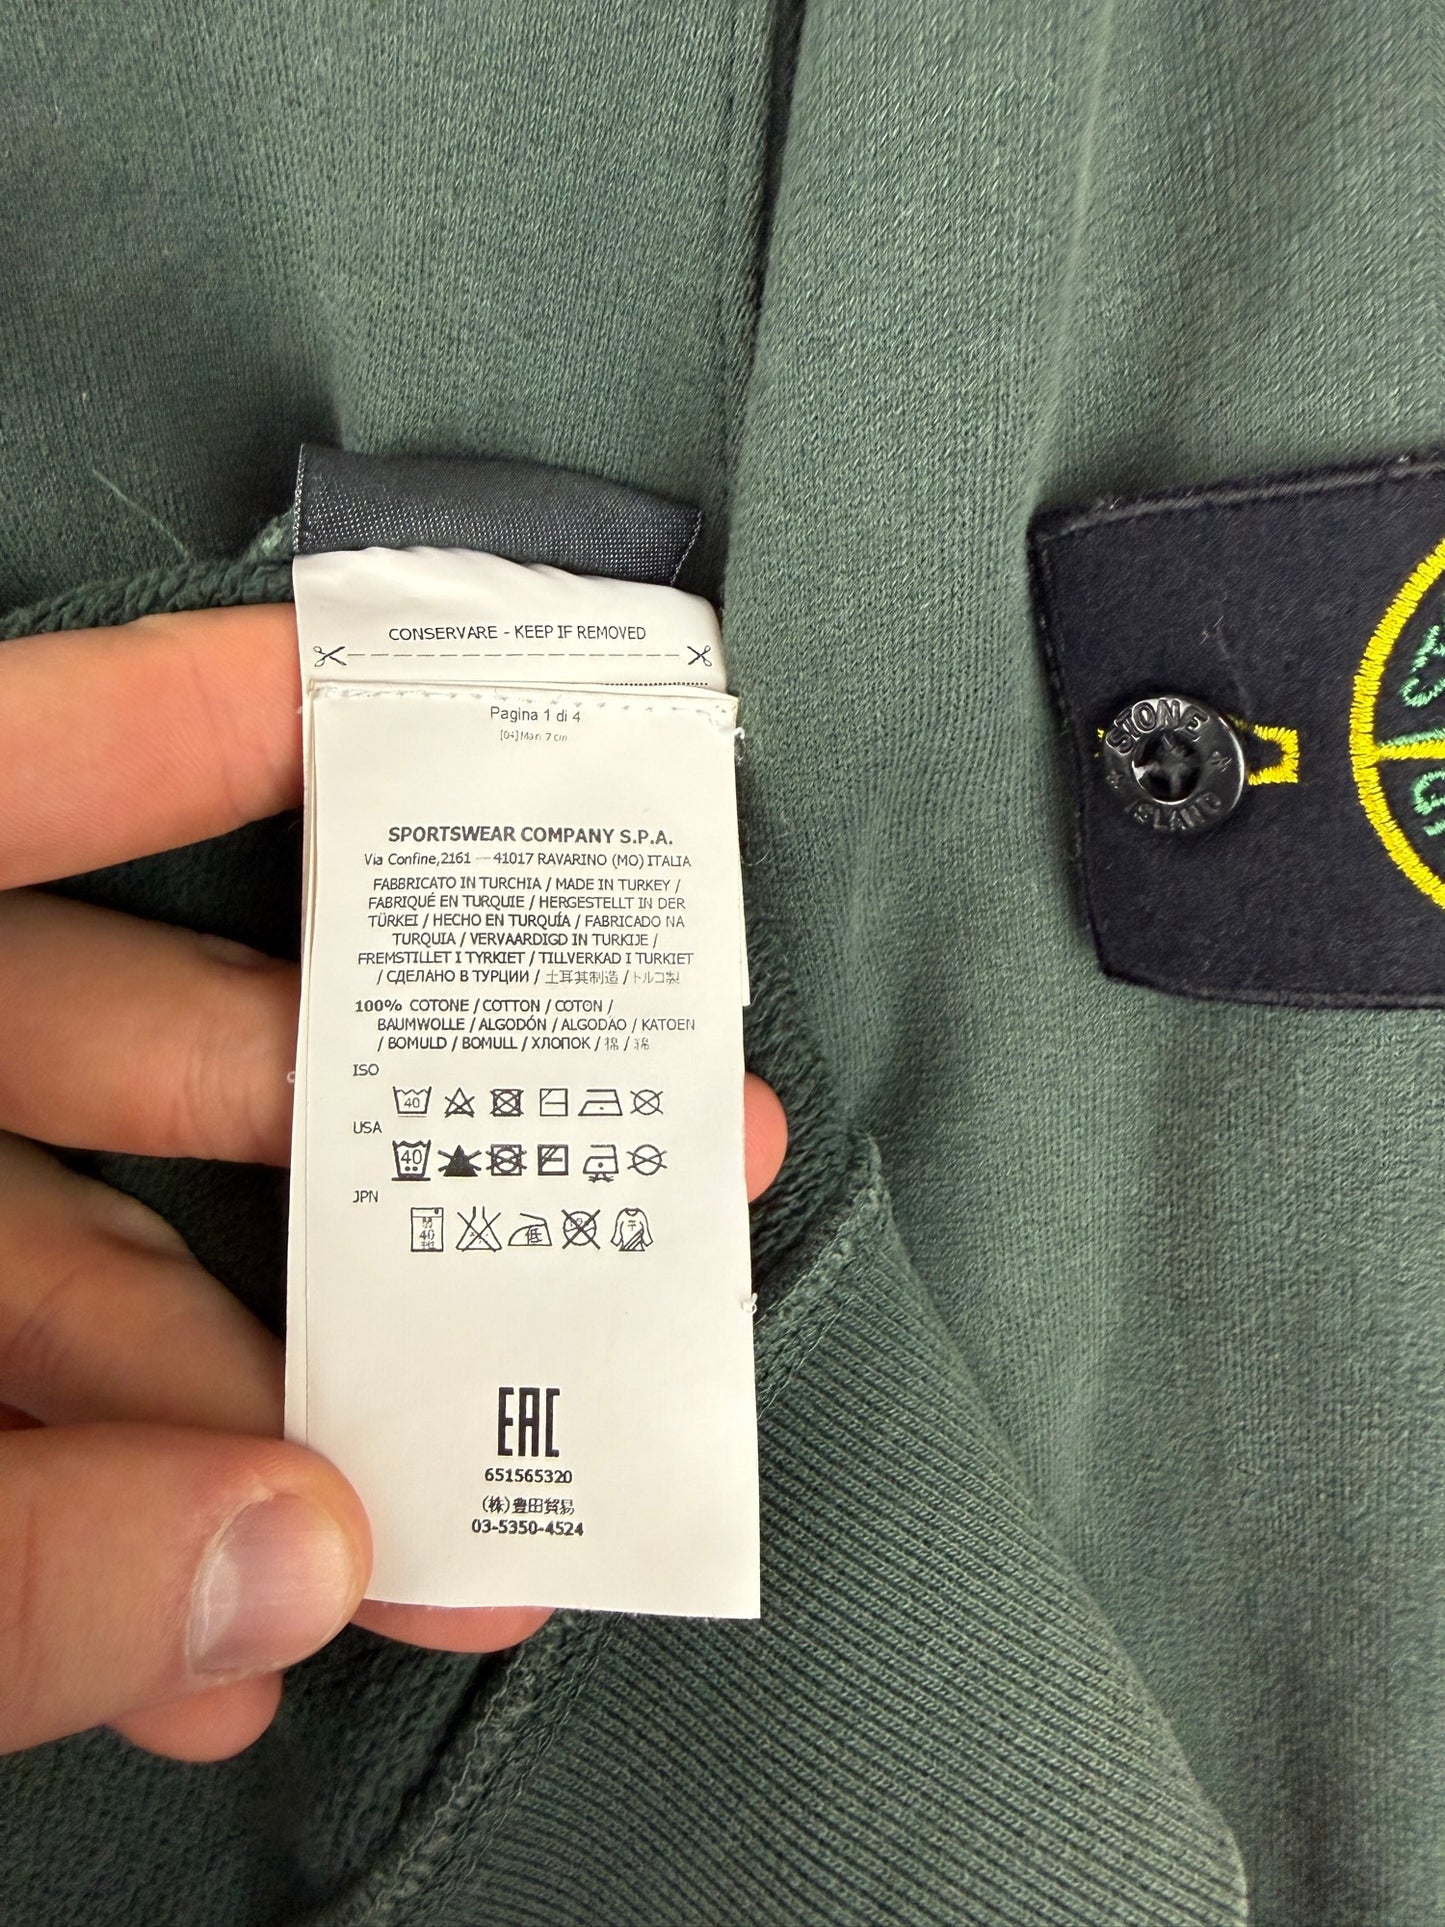 CONSERVARE - KEEP IF REMOVED
Pagina 1 di 4
SPORTSWEAR COMPANY S.P.A.
Via Confine,2161 — 41017 RAVARINO (MO) ITALIA
FABBRICATO IN TURCHIA / MADE IN TURKEY /
FABRIQUÉ EN TURQUIE / HERGESTELLT IN DER
TÜRKEI / HECHO EN TURQUÍA / FABRICADO NA
TURQUIA / VERVAARDIGD IN TURKIJE /
FREMSTILLET I TYRKIET / TILLVERKAD I TURKIET
/ СДЕЛАНО В ТУРЦИИ / 土耳其制造 / トルコ製
100% COTONE / COTTON / COTON /
BAUMWOLLE / ALGODÓN / ALGODÃO / KATOEN
/ BOMULD / BOMULL / ХЛОПОК / 棉 / 綿
ISO
40
USA
40
JPN
40
低
EAC
651565320
(株)豊田貿易
03-5350-4524
STONE
ISLAND